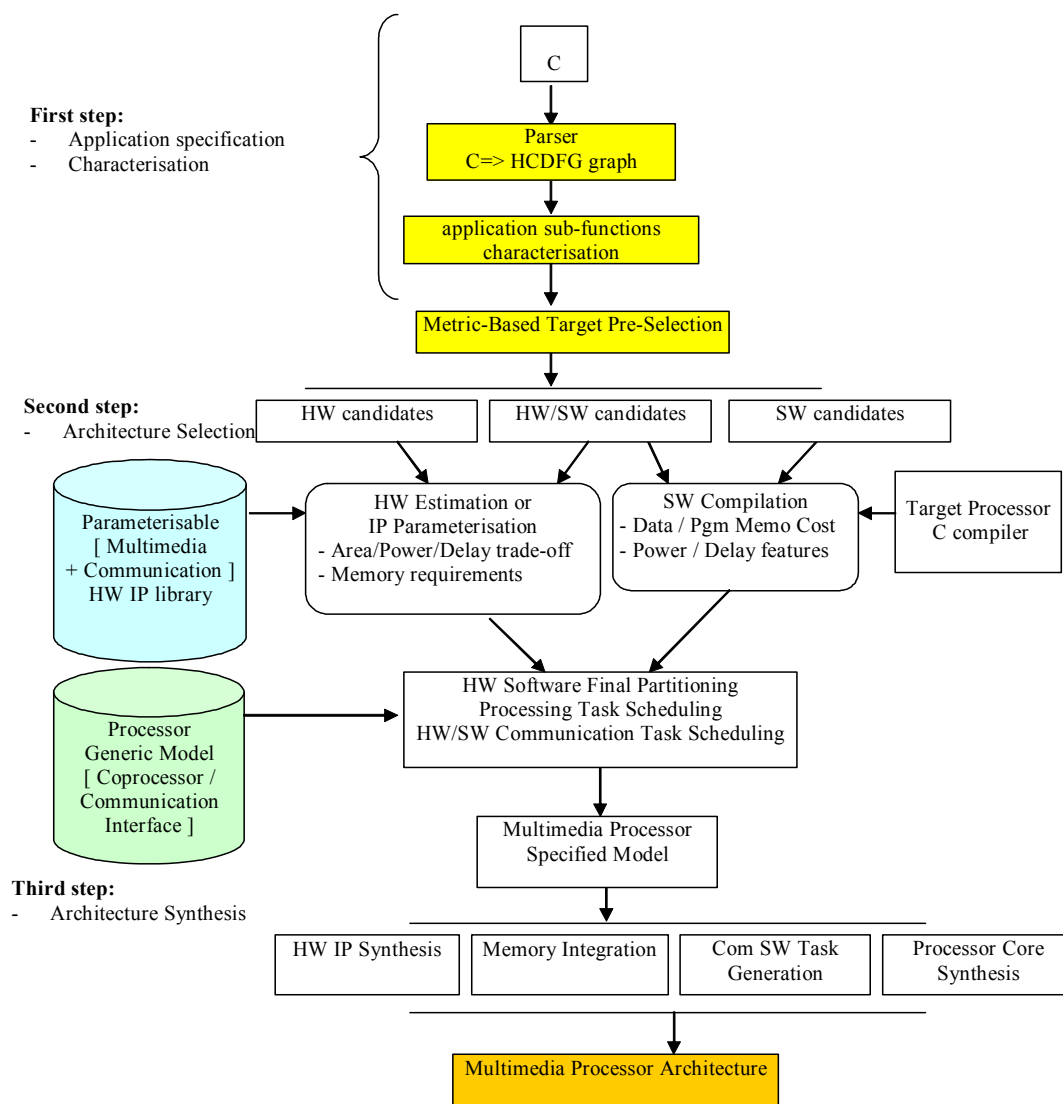 C
First step:
- Application specification
- Characterisation
Parser
C=> HCDFG graph
application sub-functions
characterisation
Metric-Based Target Pre-Selection
Second step:
- Architecture Selection
HW candidates
HW/SW candidates
SW candidates
Parameterisable
[ Multimedia
+ Communication ]
HW IP library
HW Estimation or
IP Parameterisation
- Area/Power/Delay trade-off
- Memory requirements
SW Compilation
- Data / Pgm Memo Cost
- Power / Delay features
Target Processor
C compiler
Processor
Generic Model
[ Coprocessor /
Communication
Interface ]
HW Software Final Partitioning
Processing Task Scheduling
HW/SW Communication Task Scheduling
Multimedia Processor
Specified Model
Third step:
- Architecture Synthesis
HW IP Synthesis
Memory Integration
Com SW Task
Generation
Processor Core
Synthesis
Multimedia Processor Architecture